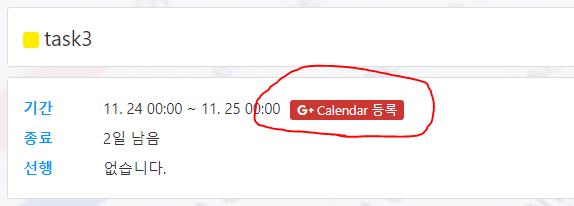 task3
기간 11. 24 00:00 ~ 11. 25 00:00 G+ Calendar 등록
종료 2일 남음
선행 없습니다.